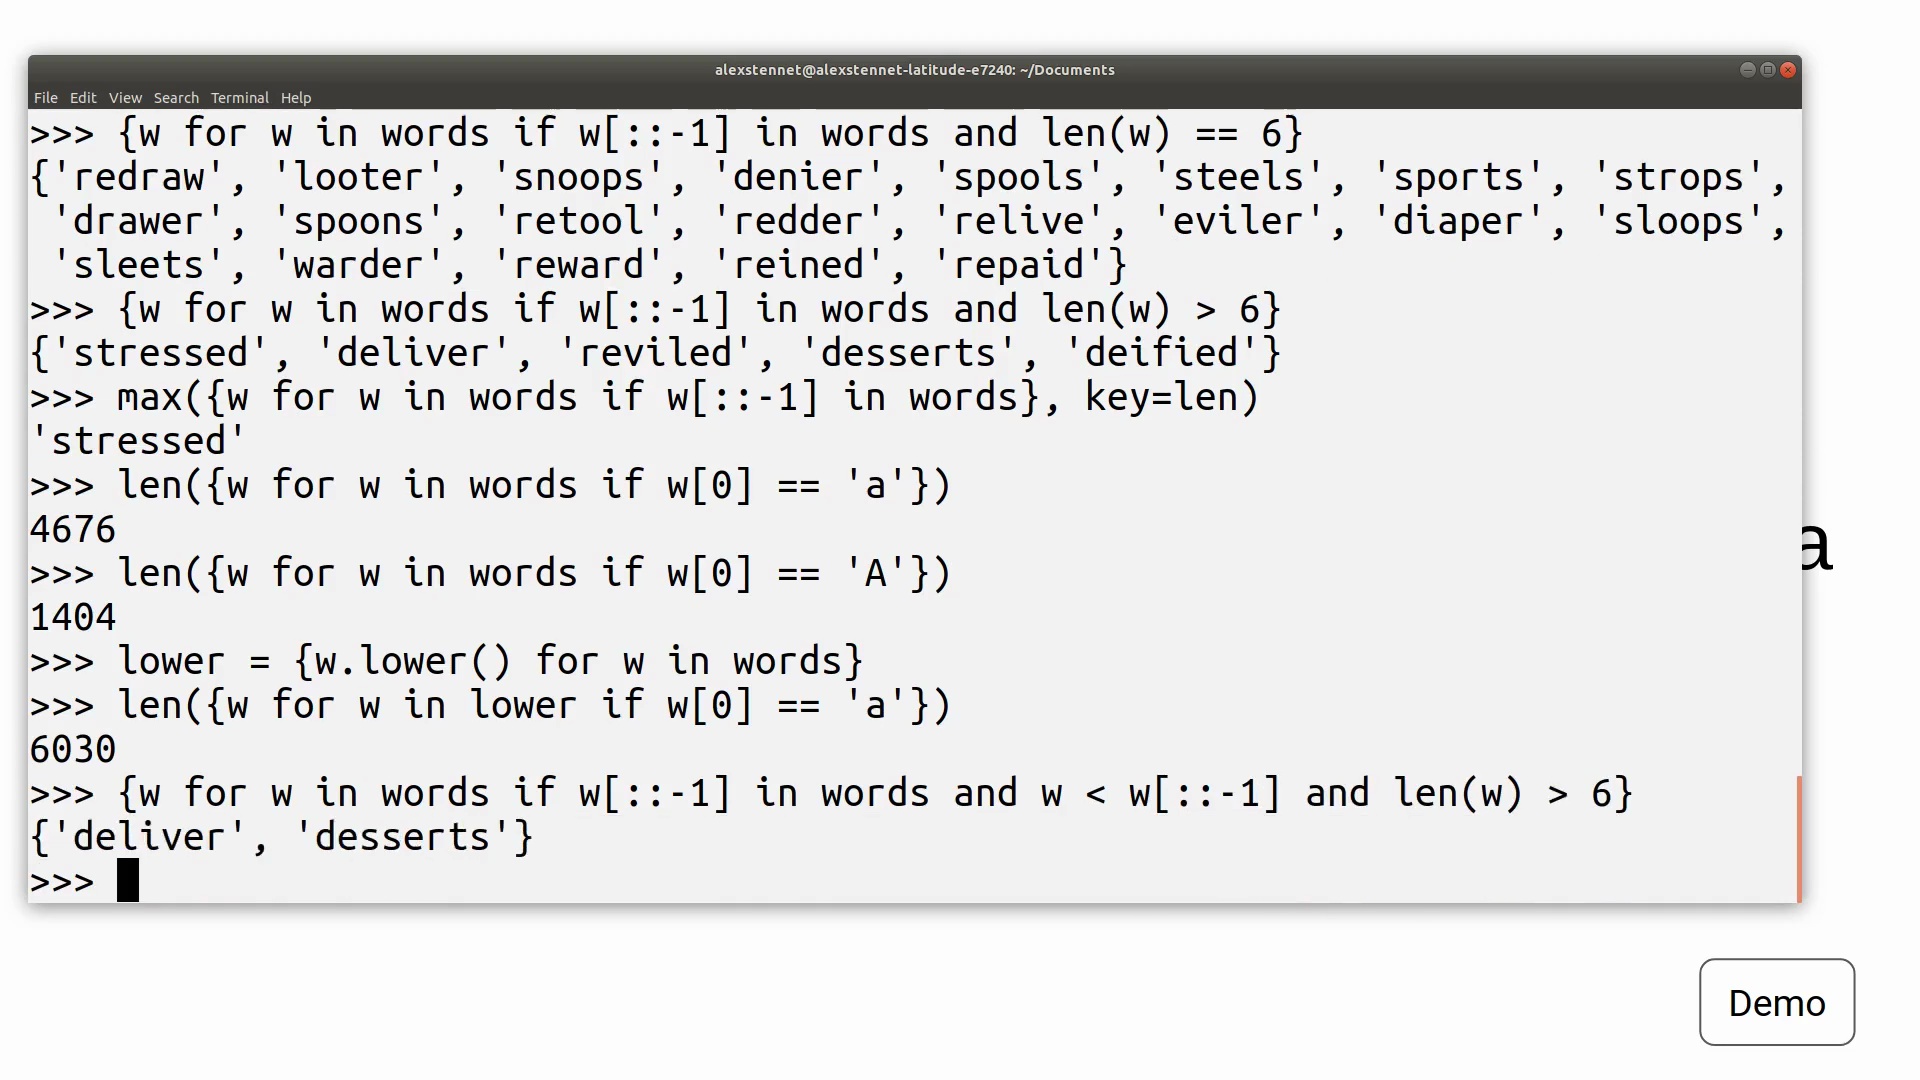 alexstennet@alexstennet-latitude-e7240: ~/Documents
File Edit View Search Terminal Help
>>> {w for w in words if w[::-1] in words and len(w) == 6}
{'redraw', 'looter', 'snoops', 'denier', 'spools', 'steels', 'sports', 'strops',
 'drawer', 'spoons', 'retool', 'redder', 'relive', 'eviler', 'diaper', 'sloops',
 'sleets', 'warder', 'reward', 'reined', 'repaid'}
>>> {w for w in words if w[::-1] in words and len(w) > 6}
{'stressed', 'deliver', 'reviled', 'desserts', 'deified'}
>>> max({w for w in words if w[::-1] in words}, key=len)
'stressed'
>>> len({w for w in words if w[0] == 'a'})
4676
>>> len({w for w in words if w[0] == 'A'})
1404
>>> lower = {w.lower() for w in words}
>>> len({w for w in lower if w[0] == 'a'})
6030
>>> {w for w in words if w[::-1] in words and w < w[::-1] and len(w) > 6}
{'deliver', 'desserts'}
>>>
a
Demo